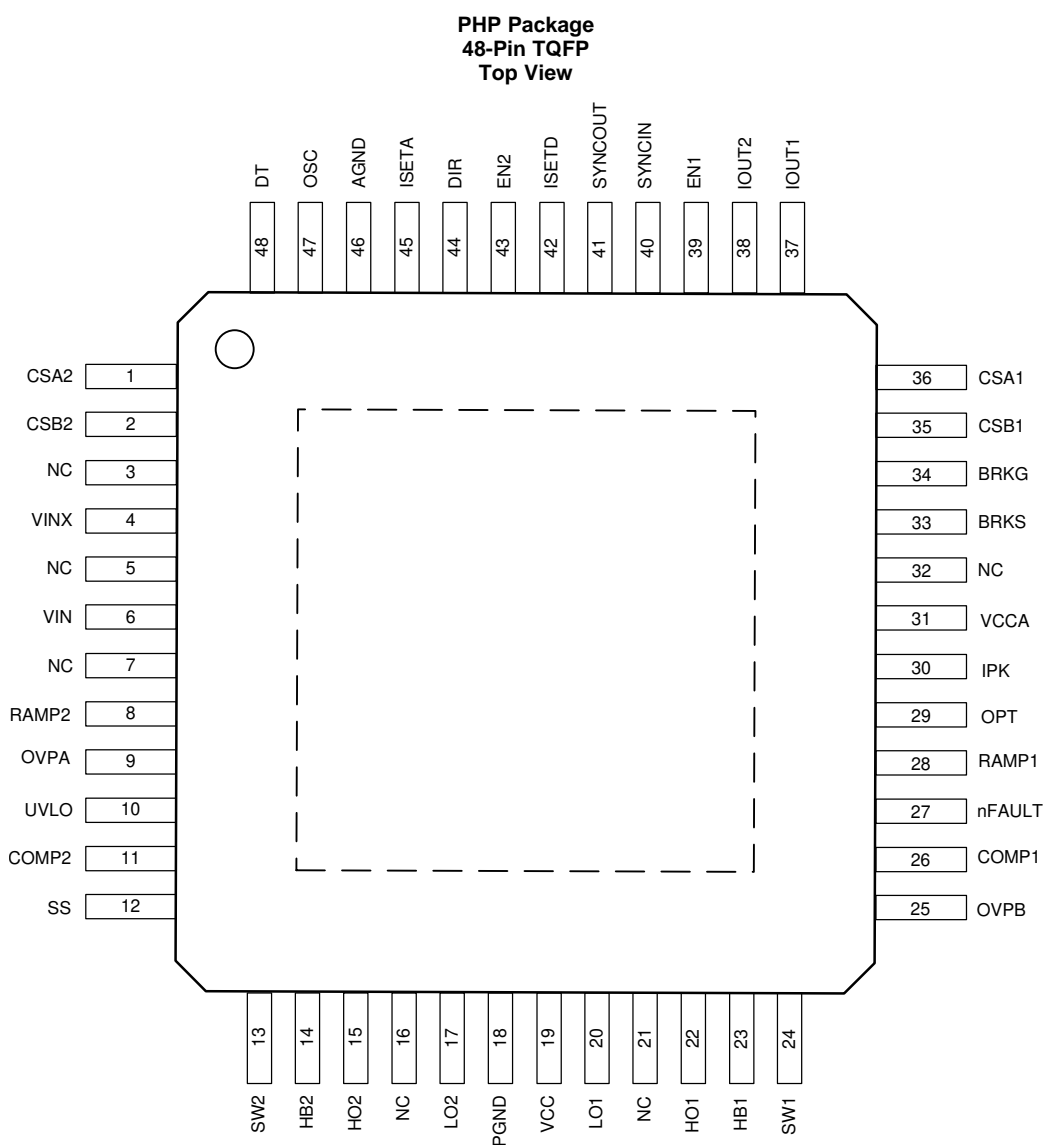 PHP Package
48-Pin TQFP
Top View
DT
OSC
AGND
ISETA
DIR
EN2
ISETD
SYNCOUT
SYNCIN
EN1
IOUT2
IOUT1
48
47
46
45
44
43
42
41
40
39
38
37
CSA2 1
CSB2 2
NC 3
VINX 4
NC 5
VIN 6
NC 7
RAMP2 8
OVPA 9
UVLO 10
COMP2 11
SS 12
36 CSA1
35 CSB1
34 BRKG
33 BRKS
32 NC
31 VCCA
30 IPK
29 OPT
28 RAMP1
27 nFAULT
26 COMP1
25 OVPB
13
14
15
16
17
18
19
20
21
22
23
24
SW2
HB2
HO2
NC
LO2
PGND
VCC
LO1
NC
HO1
HB1
SW1